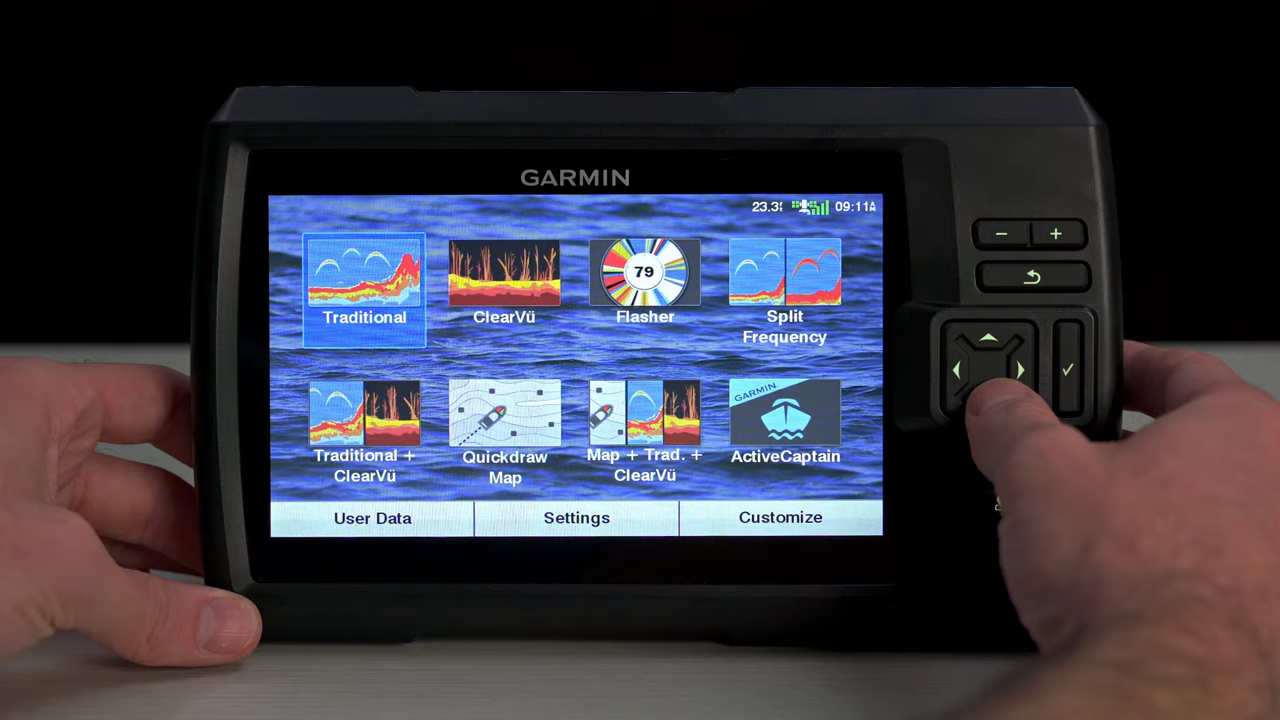 GARMIN
23.3ſ 09:11A
79
Traditional
ClearVü
Flasher
Split
Frequency
GARMIN
Traditional +
ClearVü
Quickdraw
Map
Map + Trad. +
ClearVü
ActiveCaptain
User Data
Settings
Customize